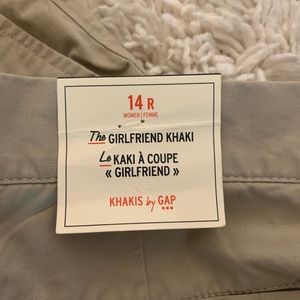 14 R
WOMEN | FEMME
The GIRLFRIEND KHAKI
Le KAKI À COUPE
« GIRLFRIEND »
KHAKIS by GAP